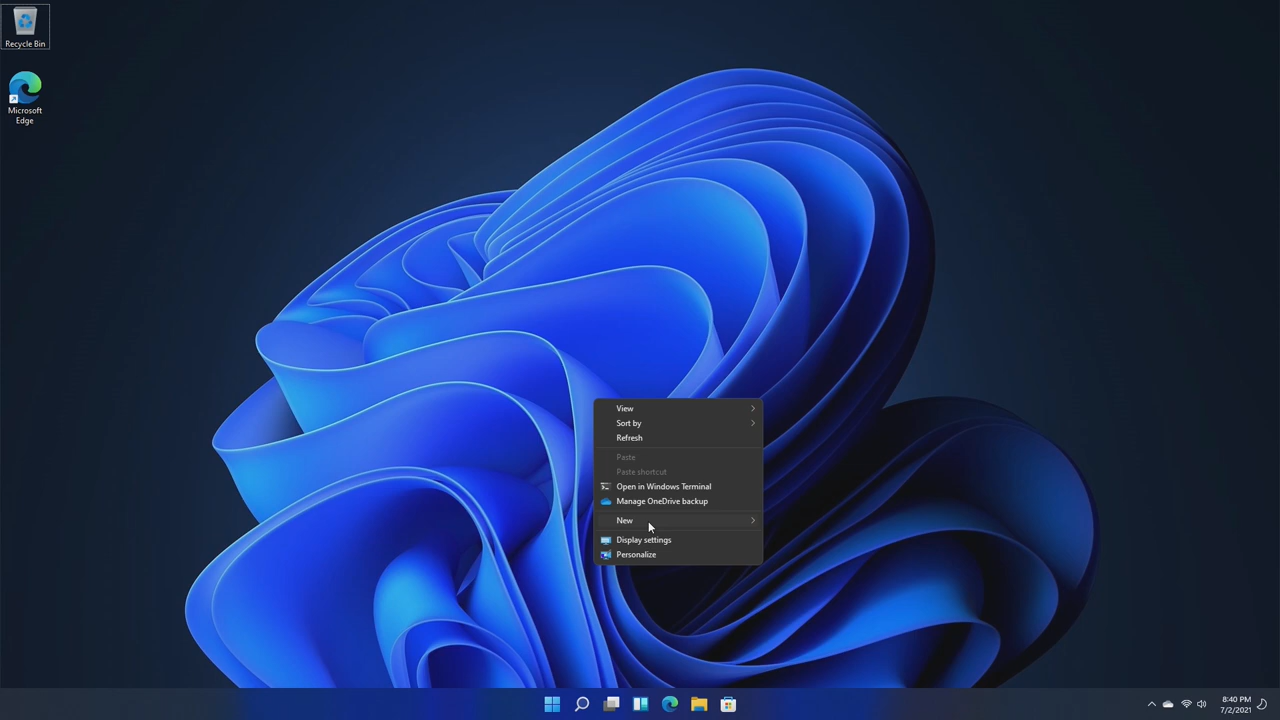 Recycle Bin
Microsoft
Edge
View
Sort by
Refresh
Paste
Paste shortcut
Open in Windows Terminal
Manage OneDrive backup
New
Display settings
Personalize
8:40 PM
7/2/2021